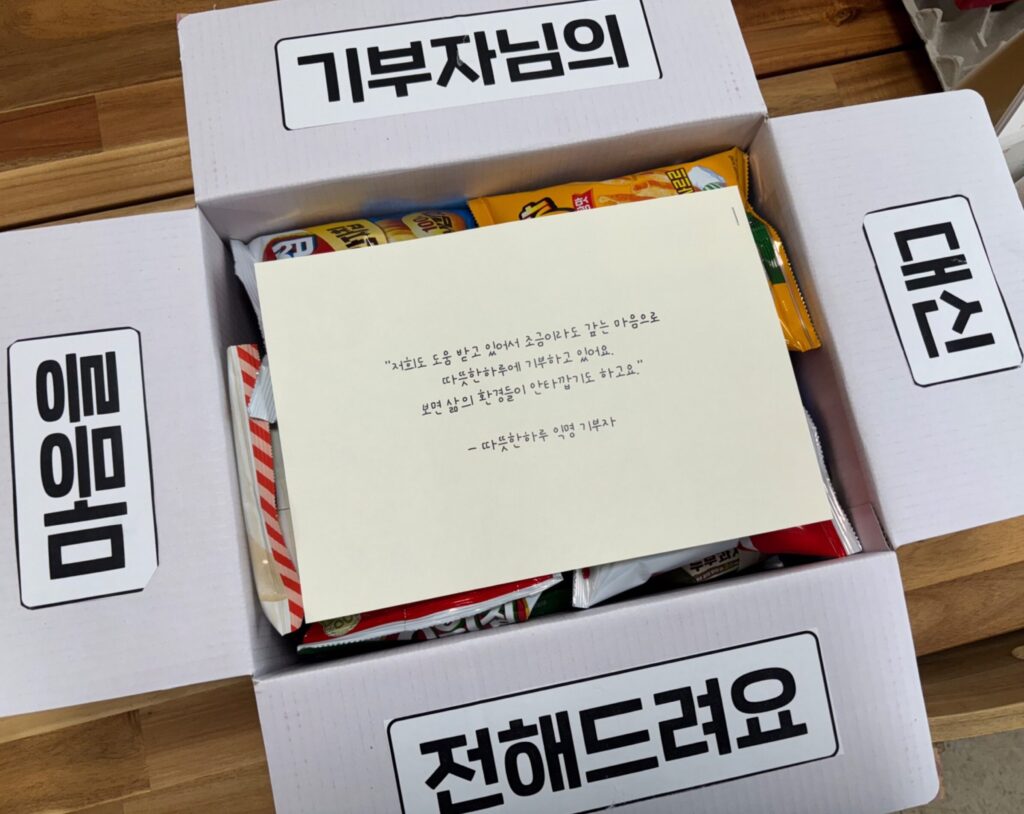 기부자님의
마음을
대신
전해드려요
"저희도 도움 받고 있어서 조금이라도 갚는 마음으로
따뜻한하루에 기부하고 있어요.
보면 삶의 환경들이 안타깝기도 하고요."
- 따뜻한하루 익명 기부자